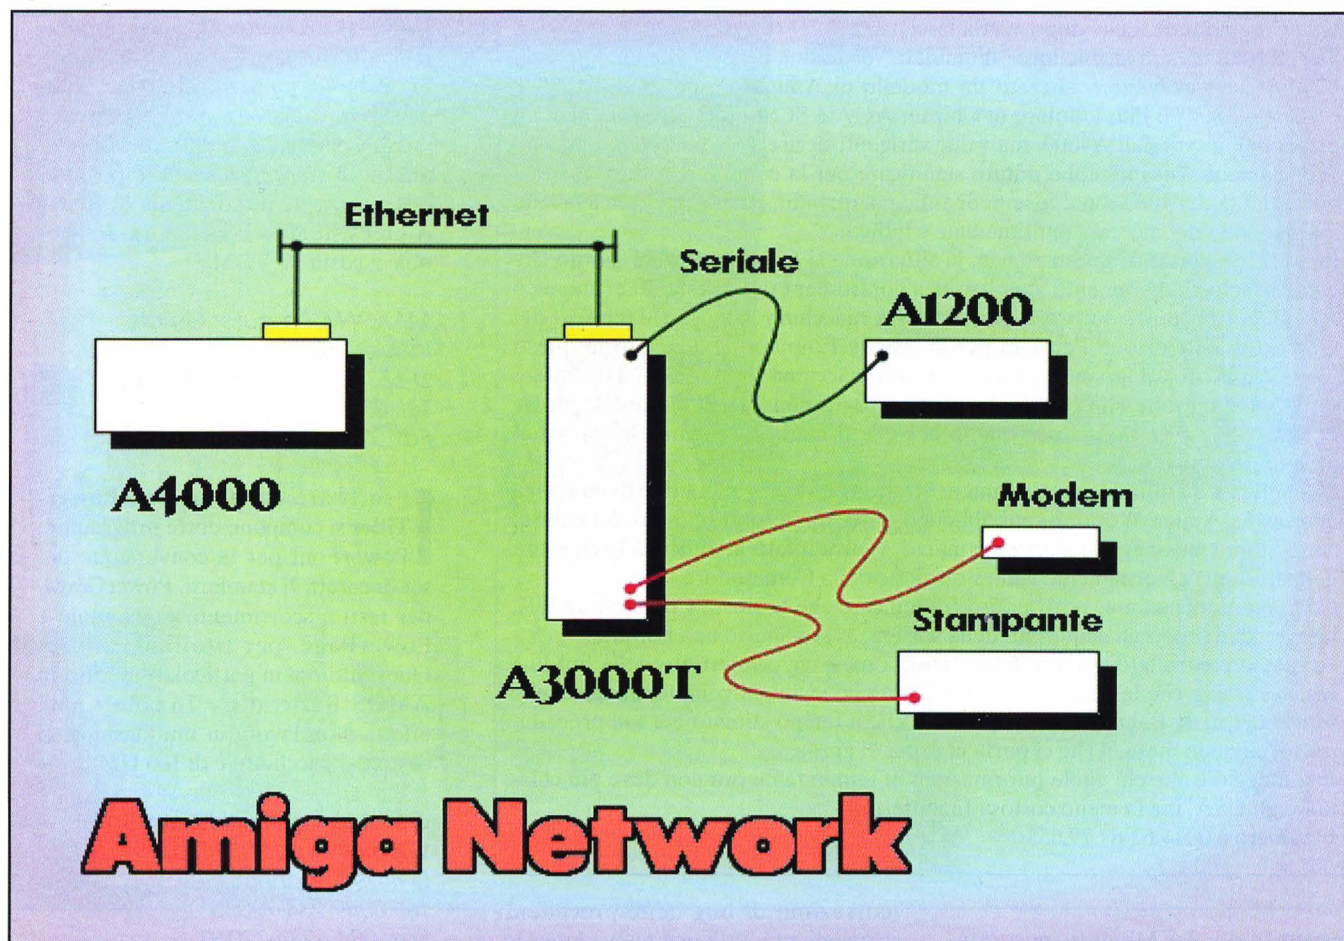 Ethernet
Seriale
A1200
A4000
Modem
Stampante
A3000T
Amiga Network